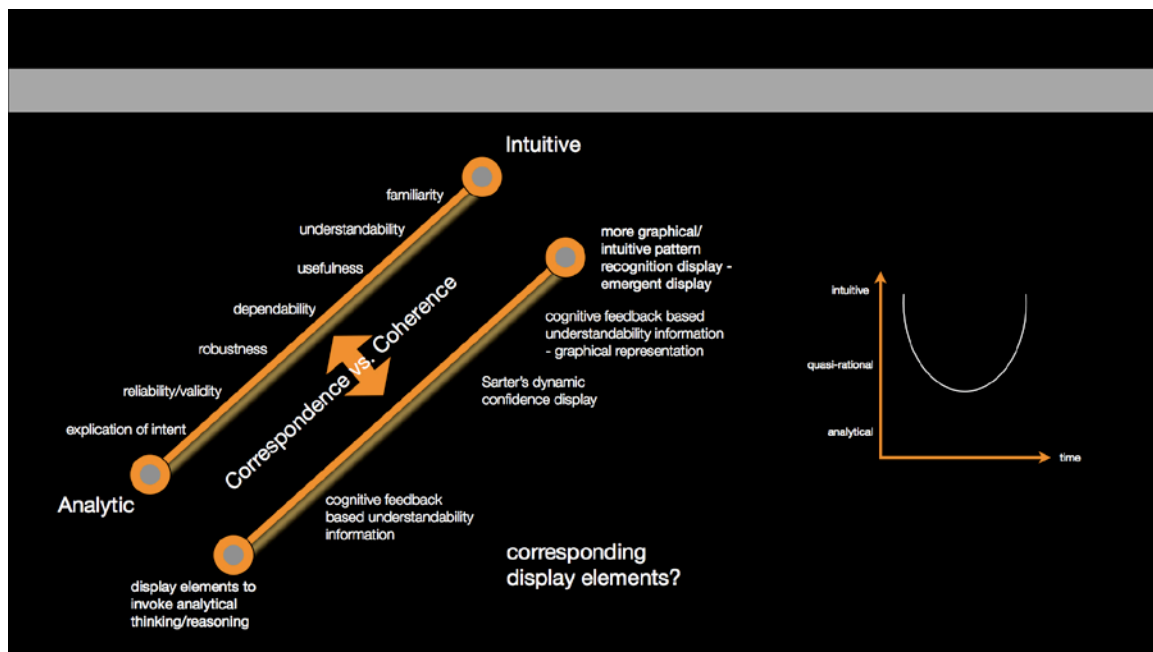 Intuitive
familiarity
understandability
usefulness
dependability
robustness
reliability/validity
explication of intent
Analytic
Correspondence vs. Coherence
more graphical/
intuitive pattern
recognition display -
emergent display
cognitive feedback based
understandability information
- graphical representation
Sarter's dynamic
confidence display
cognitive feedback
based understandability
information
display elements to
invoke analytical
thinking/reasoning
corresponding
display elements?
intuitive
quasi-rational
analytical
time